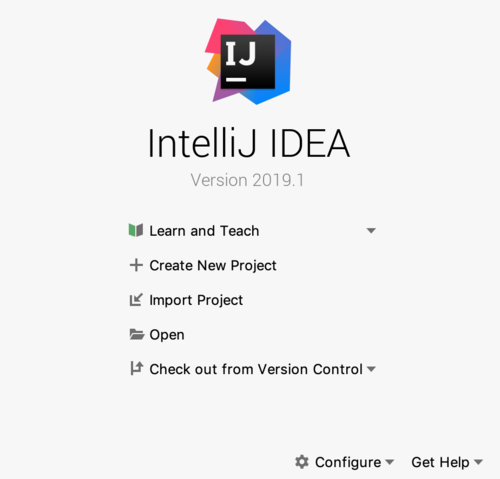 IJ
IntelliJ IDEA
Version 2019.1
Learn and Teach
Create New Project
Import Project
Open
Check out from Version Control
Configure Get Help